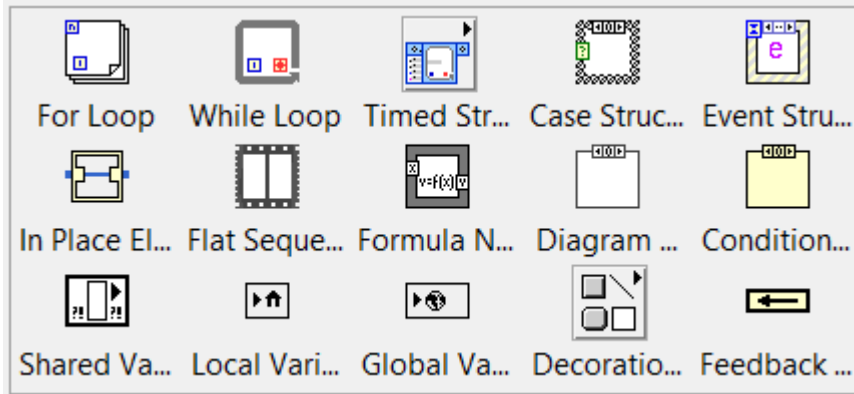 For Loop While Loop Timed Str... Case Struc... Event Stru...
In Place El... Flat Seque... Formula N... Diagram ... Condition...
Shared Va... Local Vari... Global Va... Decoratio... Feedback ...